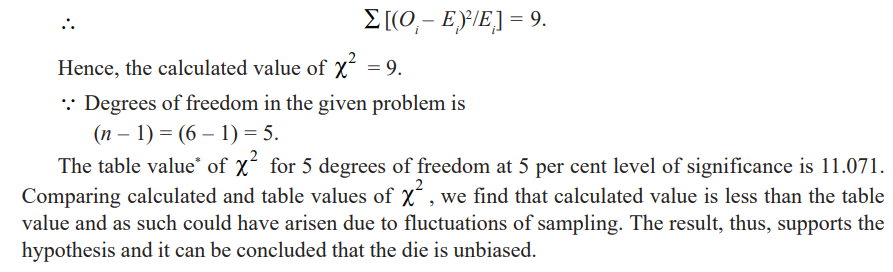 ∴ Σ [(Oᵢ – Eᵢ)²/Eᵢ] = 9.
Hence, the calculated value of χ² = 9.
∵ Degrees of freedom in the given problem is
(n – 1) = (6 – 1) = 5.
The table value* of χ² for 5 degrees of freedom at 5 per cent level of significance is 11.071.
Comparing calculated and table values of χ² , we find that calculated value is less than the table
value and as such could have arisen due to fluctuations of sampling. The result, thus, supports the
hypothesis and it can be concluded that the die is unbiased.